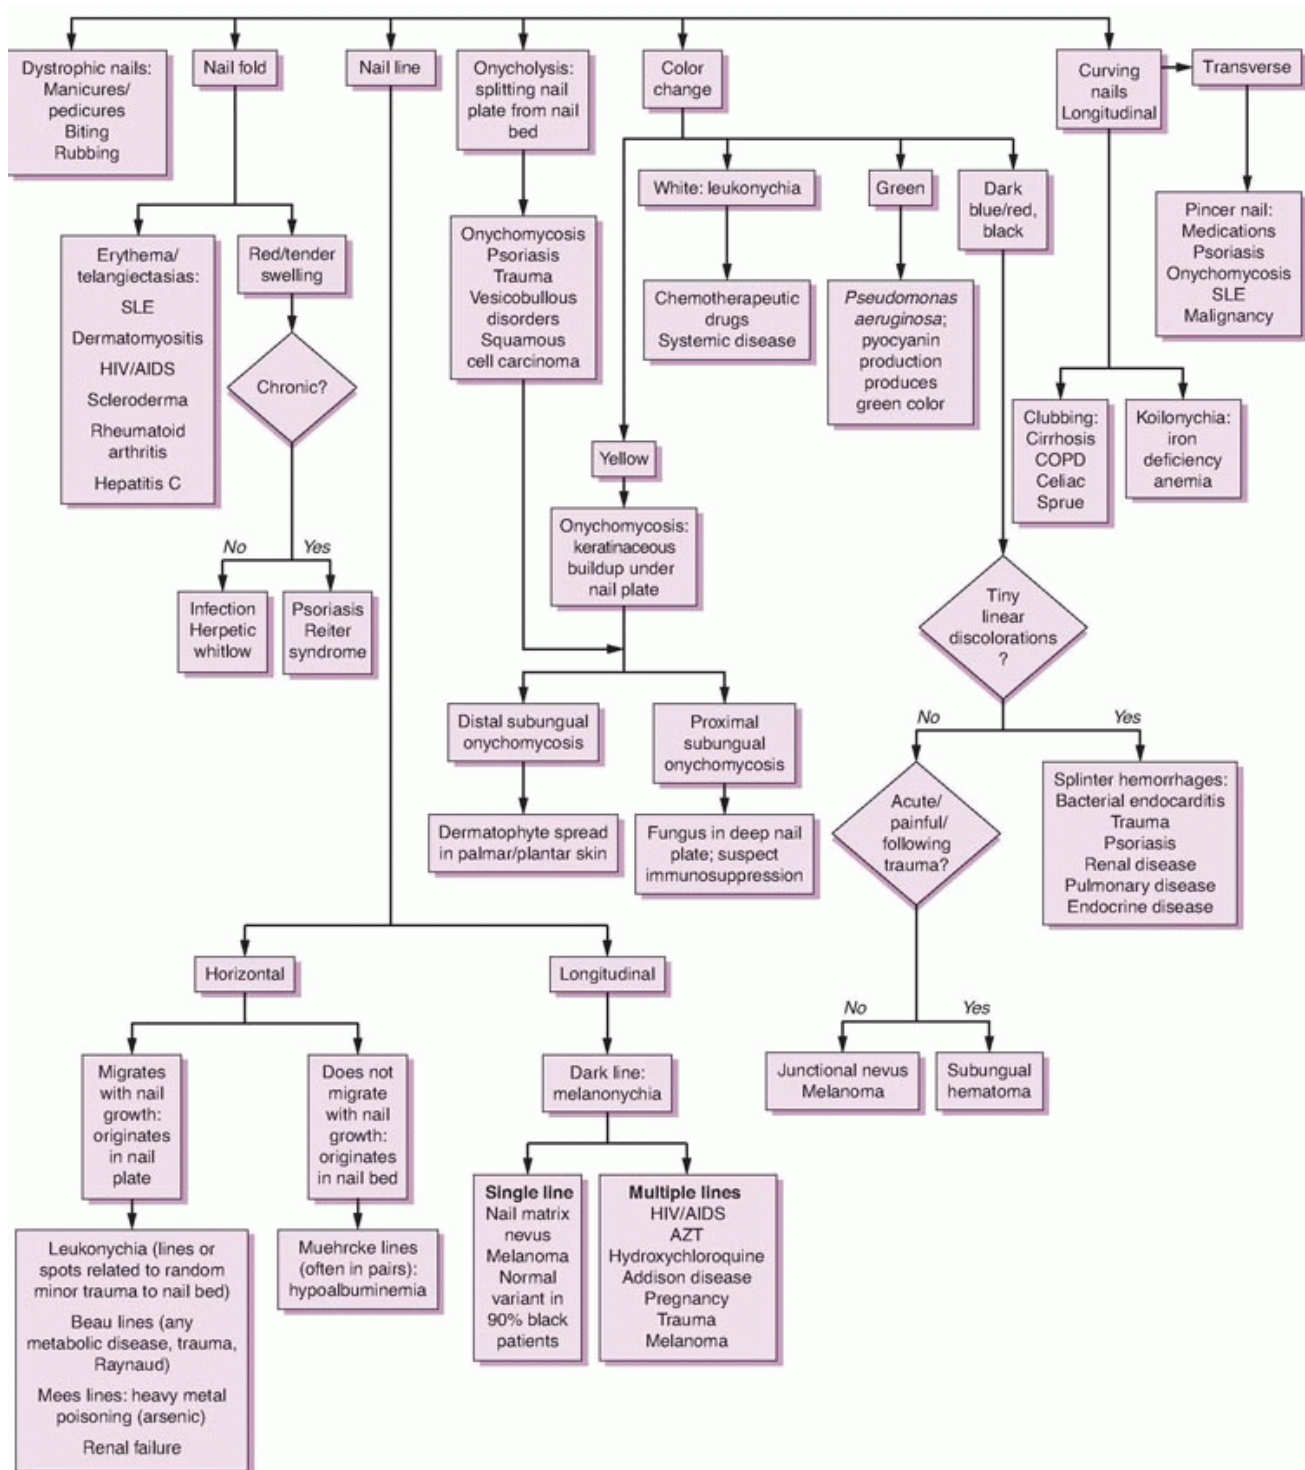 Dystrophic nails:
Manicures/
pedicures
Biting
Rubbing
Nail fold
Nail line
Onycholysis:
splitting nail
plate from nail
bed
Color
change
Curving
nails
Longitudinal
Transverse
White: leukonychia
Green
Dark
blue/red,
black
Pincer nail:
Medications
Psoriasis
Onychomycosis
SLE
Malignancy
Erythema/
telangiectasias:
SLE
Dermatomyositis
HIV/AIDS
Scleroderma
Rheumatoid
arthritis
Hepatitis C
Red/tender
swelling
Chronic?
Onychomycosis
Psoriasis
Trauma
Vesicobullous
disorders
Squamous
cell carcinoma
Chemotherapeutic
drugs
Systemic disease
Pseudomonas
aeruginosa;
pyocyanin
production
produces
green color
Clubbing:
Cirrhosis
COPD
Celiac
Sprue
Koilonychia:
iron
deficiency
anemia
Yellow
Onychomycosis:
keratinaceous
buildup under
nail plate
No
Yes
Infection
Herpetic
whitlow
Psoriasis
Reiter
syndrome
Tiny
linear
discolorations
?
Distal subungual
onychomycosis
Proximal
subungual
onychomycosis
No
Yes
Dermatophyte spread
in palmar/plantar skin
Fungus in deep nail
plate; suspect
immunosuppression
Acute/
painful/
following
trauma?
Splinter hemorrhages:
Bacterial endocarditis
Trauma
Psoriasis
Renal disease
Pulmonary disease
Endocrine disease
Horizontal
Longitudinal
No
Yes
Migrates
with nail
growth:
originates
in nail
plate
Does not
migrate
with nail
growth:
originates
in nail bed
Dark line:
melanonychia
Junctional nevus
Melanoma
Subungual
hematoma
Leukonychia (lines or
spots related to random
minor trauma to nail bed)
Beau lines (any
metabolic disease, trauma,
Raynaud)
Mees lines: heavy metal
poisoning (arsenic)
Renal failure
Muehrcke lines
(often in pairs):
hypoalbuminemia
Single line
Nail matrix
nevus
Melanoma
Normal
variant in
90% black
patients
Multiple lines
HIV/AIDS
AZT
Hydroxychloroquine
Addison disease
Pregnancy
Trauma
Melanoma